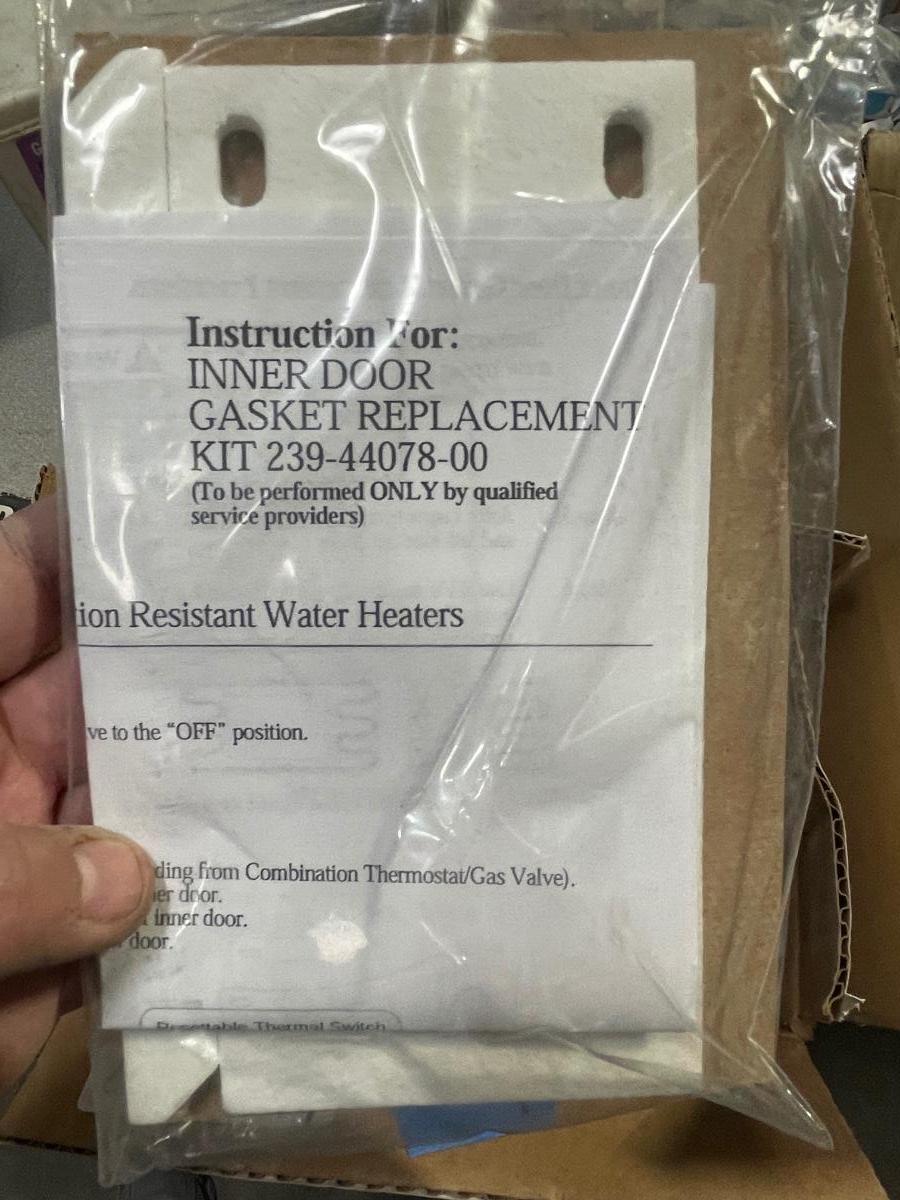 Instruction For:
INNER DOOR
GASKET REPLACEMENT
KIT 239-44078-00
(To be performed ONLY by qualified
service providers)
ion Resistant Water Heaters
ve to the “OFF” position.
ding from Combination Thermostat/Gas Valve).
er door.
inner door.
door.
Resettable Thermal Switch